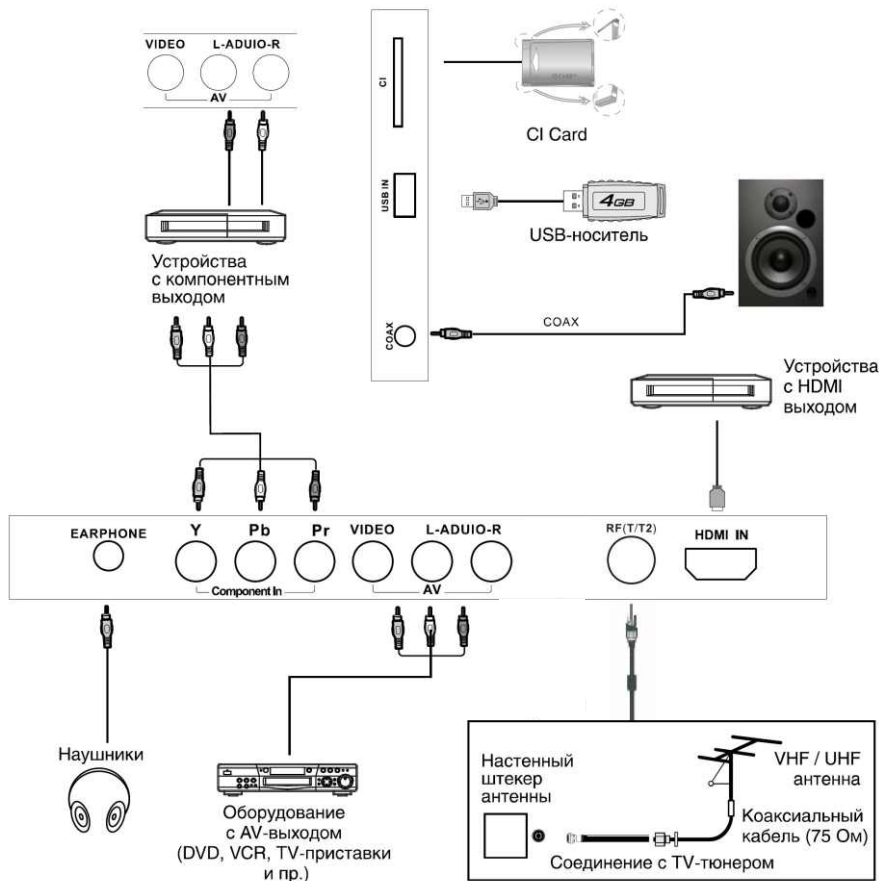 VIDEO L-ADUIO-R
AV
Устройства
с компонентным
выходом
CI
CI Card
USB IN
4GB
USB-носитель
COAX
COAX
Устройства
с HDMI
выходом
EARPHONE
Y Pb Pr
Component In
VIDEO L-ADUIO-R
AV
RF(T/T2)
HDMI IN
Наушники
Оборудование
с AV-выходом
(DVD, VCR, TV-приставки
и пр.)
Настенный
штекер
антенны
VHF / UHF
антенна
Коаксиальный
кабель (75 Ом)
Соединение с TV-тюнером